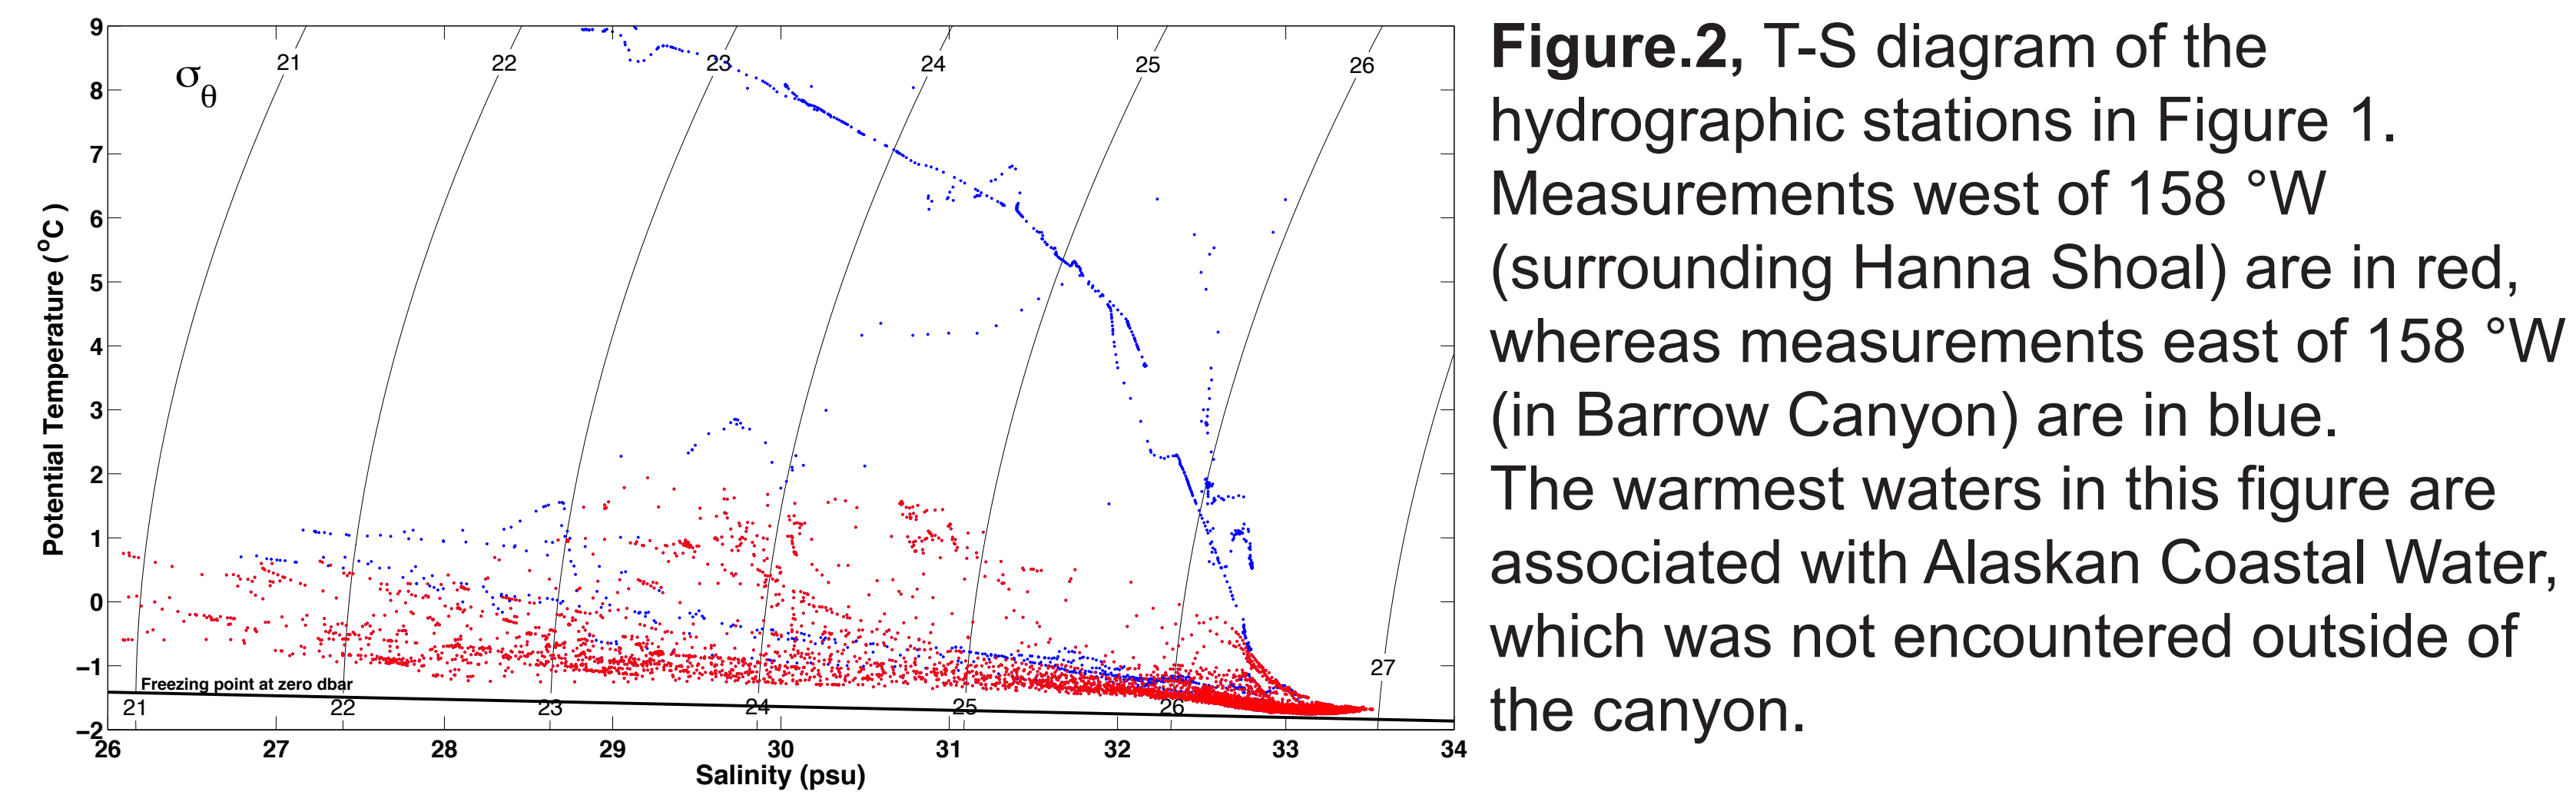 9
8
7
6
5
4
3
2
1
0
−1
−2
Potential Temperature (°C )
σθ
21
22
23
24
25
26
27
Freezing point at zero dbar
21
22
23
24
25
26
26
27
28
29
30
31
32
33
34
Salinity (psu)
Figure.2, T-S diagram of the
hydrographic stations in Figure 1.
Measurements west of 158 °W
(surrounding Hanna Shoal) are in red,
whereas measurements east of 158 °W
(in Barrow Canyon) are in blue.
The warmest waters in this figure are
associated with Alaskan Coastal Water,
which was not encountered outside of
the canyon.